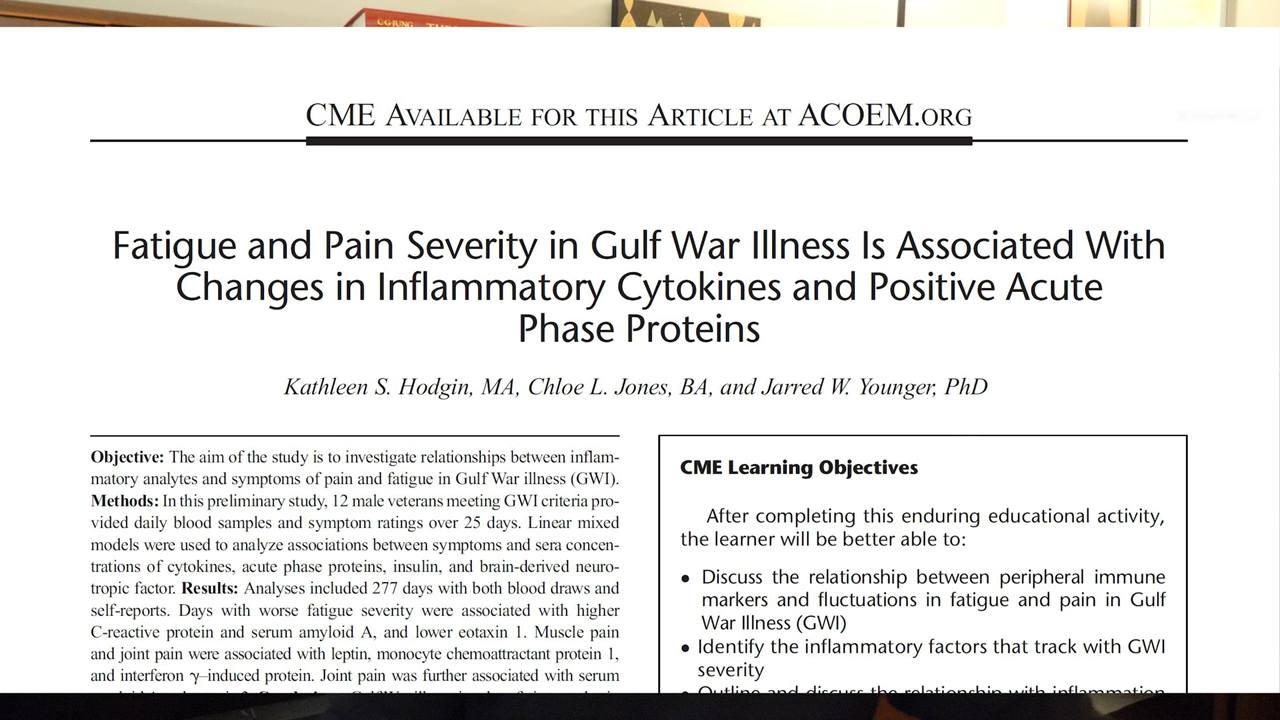 C·G·JUNG
CME AVAILABLE FOR THIS ARTICLE AT ACOEM.ORG
Fatigue and Pain Severity in Gulf War Illness Is Associated With
Changes in Inflammatory Cytokines and Positive Acute
Phase Proteins
Kathleen S. Hodgin, MA, Chloe L. Jones, BA, and Jarred W. Younger, PhD
Objective: The aim of the study is to investigate relationships between inflam-
matory analytes and symptoms of pain and fatigue in Gulf War illness (GWI).
Methods: In this preliminary study, 12 male veterans meeting GWI criteria pro-
vided daily blood samples and symptom ratings over 25 days. Linear mixed
models were used to analyze associations between symptoms and sera concen-
trations of cytokines, acute phase proteins, insulin, and brain-derived neuro-
tropic factor. Results: Analyses included 277 days with both blood draws and
self-reports. Days with worse fatigue severity were associated with higher
C-reactive protein and serum amyloid A, and lower eotaxin 1. Muscle pain
and joint pain were associated with leptin, monocyte chemoattractant protein 1,
and interferon γ–induced protein. Joint pain was further associated with serum
CME Learning Objectives
After completing this enduring educational activity,
the learner will be better able to:
• Discuss the relationship between peripheral immune
markers and fluctuations in fatigue and pain in Gulf
War Illness (GWI)
• Identify the inflammatory factors that track with GWI
severity
• Outline and discuss the relationship with inflammation